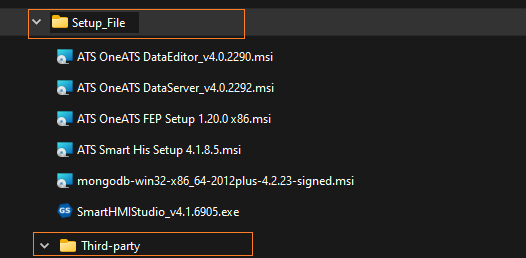 Setup_File
ATS OneATS DataEditor_v4.0.2290.msi
ATS OneATS DataServer_v4.0.2292.msi
ATS OneATS FEP Setup 1.20.0 x86.msi
ATS Smart His Setup 4.1.8.5.msi
mongodb-win32-x86_64-2012plus-4.2.23-signed.msi
GS SmartHMIStudio_v4.1.6905.exe
Third-party